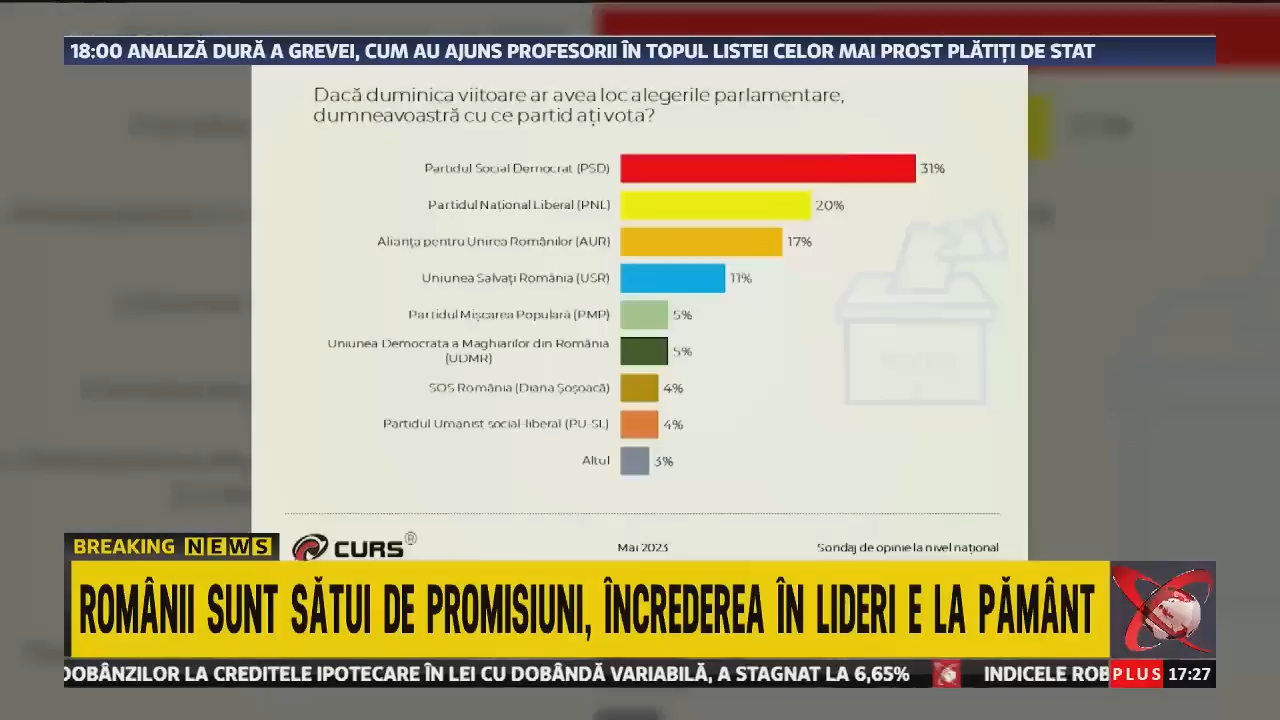 18:00 ANALIZĂ DURĂ A GREVEI, CUM AU AJUNS PROFESORII ÎN TOPUL LISTEI CELOR MAI PROST PLĂTIȚI DE STAT
Dacă duminica viitoare ar avea loc alegerile parlamentare,
dumneavoastră cu ce partid ați vota?
Partidul Social Democrat (PSD) 31%
Partidul Național Liberal (PNL) 20%
Alianța pentru Unirea Românilor (AUR) 17%
Uniunea Salvați România (USR) 11%
Partidul Mișcarea Populară (PMP) 5%
Uniunea Democrata a Maghiarilor din România
(UDMR) 5%
SOS România (Diana Șoșoacă) 4%
Partidul Umanist social-liberal (PU-SL) 4%
Altul 3%
CURS®
Mai 2023
Sondaj de opinie la nivel național
BREAKING NEWS
ROMÂNII SUNT SĂTUI DE PROMISIUNI, ÎNCREDEREA ÎN LIDERI E LA PĂMÂNT
DOBÂNZILOR LA CREDITELE IPOTECARE ÎN LEI CU DOBÂNDĂ VARIABILĂ, A STAGNAT LA 6,65% INDICELE ROB
PLUS 17:27